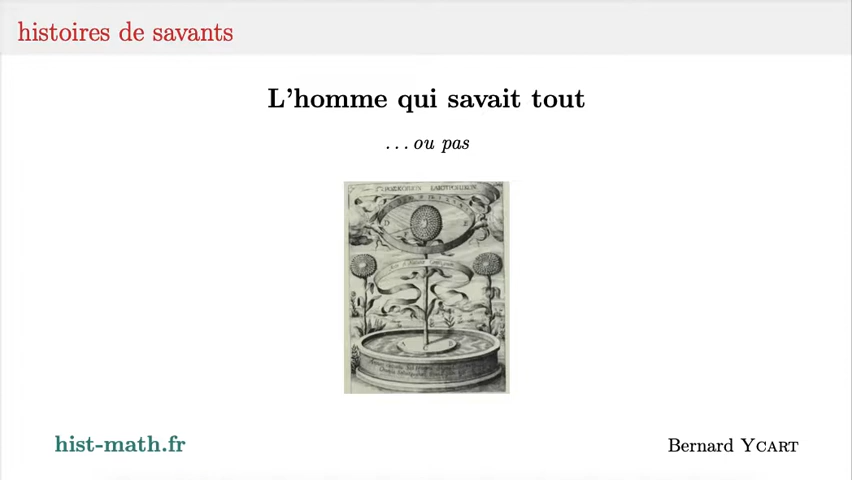 histoires de savants
L'homme qui savait tout
...ou pas
hist-math.fr
Bernard YCART